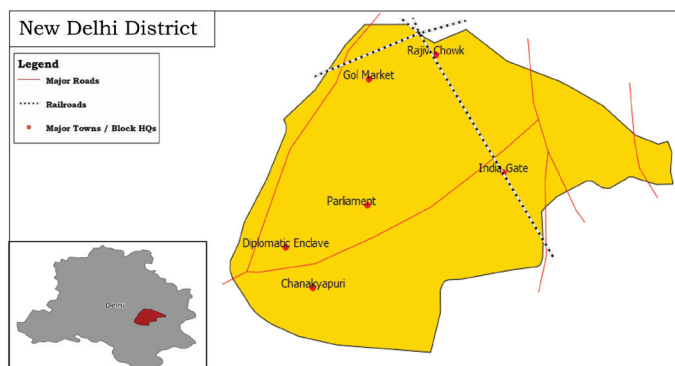 New Delhi District
Legend
Major Roads
Railroads
Major Towns / Block HQs
Rajiv Chowk
Gol Market
India Gate
Parliament
Diplomatic Enclave
Chanakyapuri
Delhi